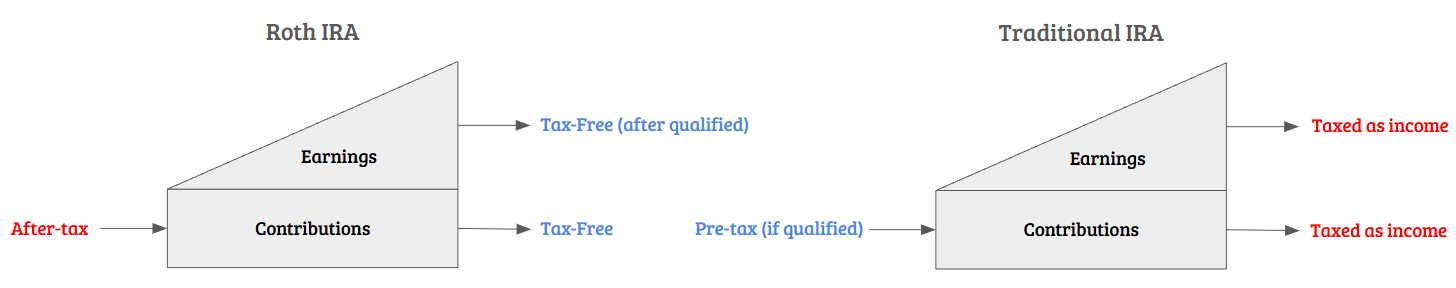 Roth IRA
Earnings
Tax-Free (after qualified)
After-tax
Contributions
Tax-Free
Traditional IRA
Earnings
Taxed as income
Pre-tax (if qualified)
Contributions
Taxed as income